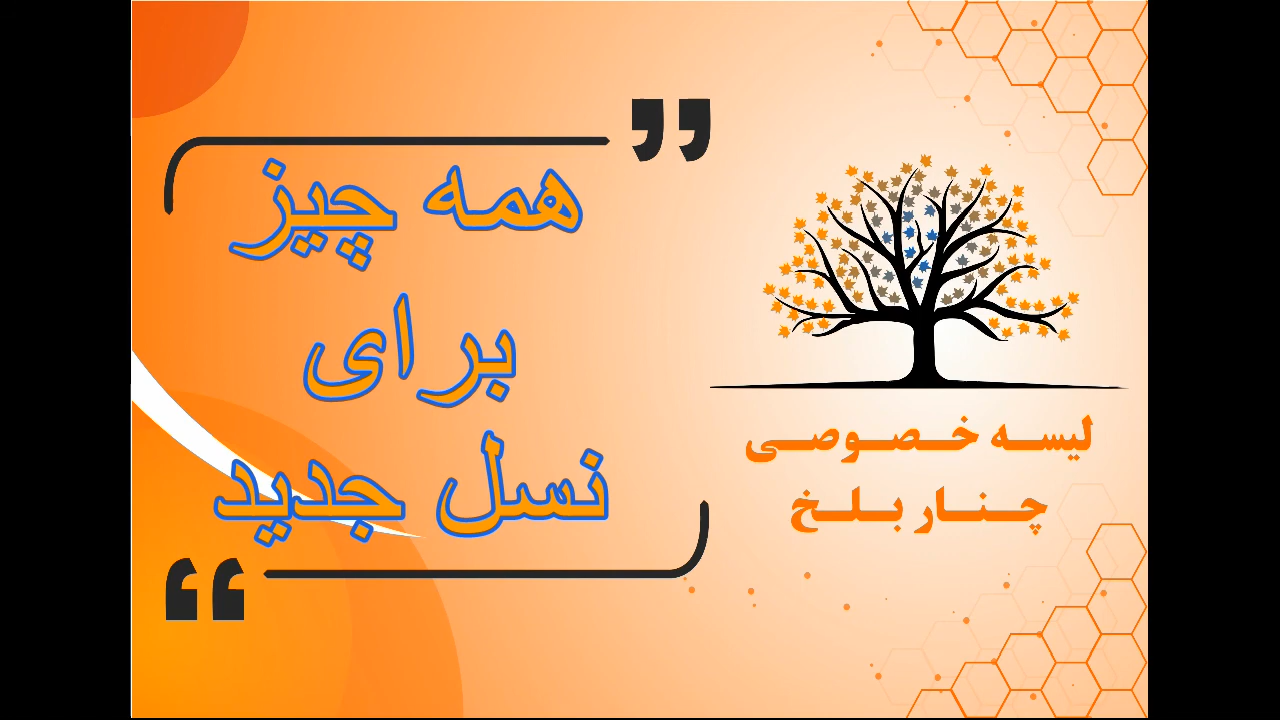 همه چیز
برای
نسل جدید
لیسه خصوصی
چنار بلخ